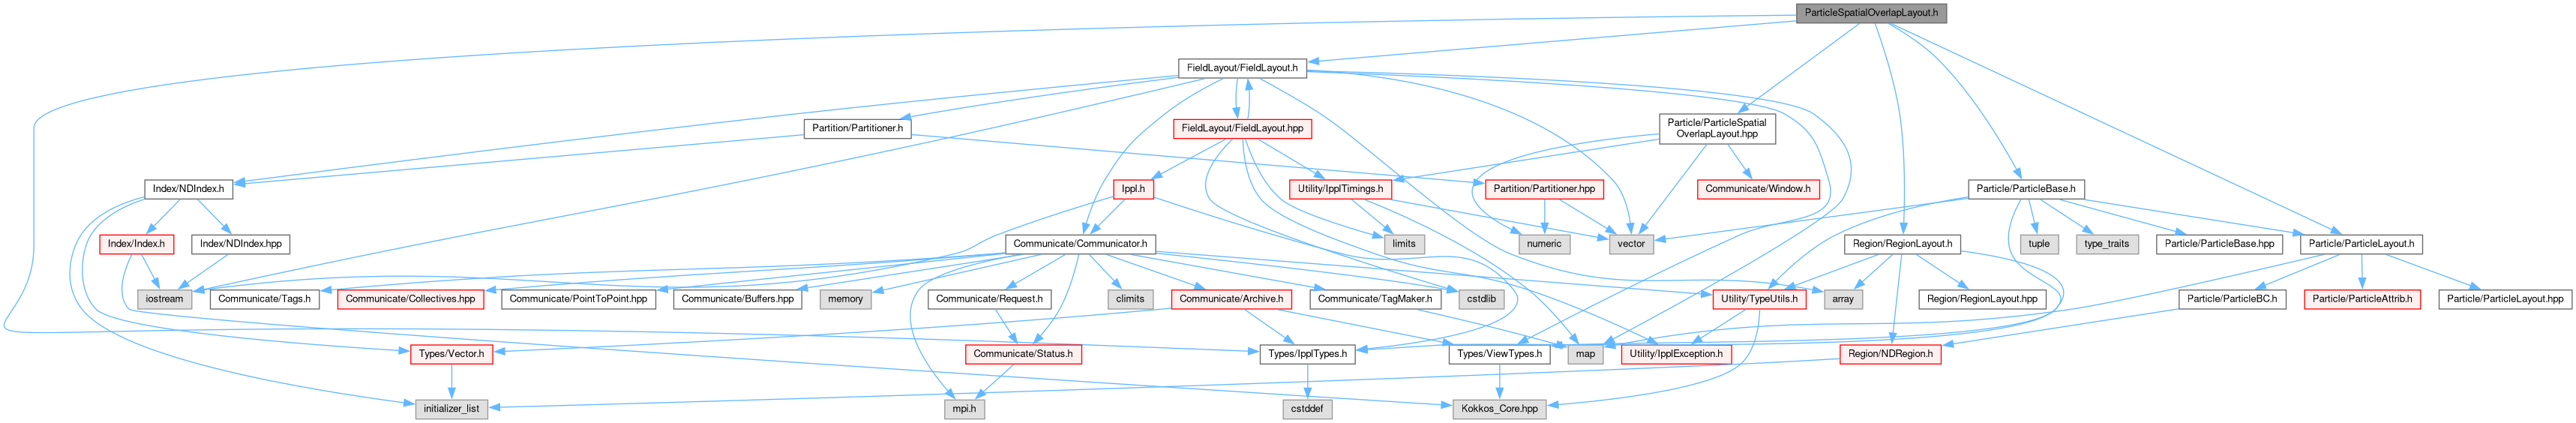 ParticleSpatialOverlapLayout.h
FieldLayout/FieldLayout.h
Partition/Partitioner.h
FieldLayout/FieldLayout.hpp
Particle/ParticleSpatial
OverlapLayout.hpp
Index/NDIndex.h
Ippl.h
Utility/IpplTimings.h
Partition/Partitioner.hpp
Communicate/Window.h
Particle/ParticleBase.h
Index/Index.h
Index/NDIndex.hpp
Communicate/Communicator.h
limits
numeric
vector
Region/RegionLayout.h
tuple
type_traits
Particle/ParticleBase.hpp
Particle/ParticleLayout.h
iostream
Communicate/Tags.h
Communicate/Collectives.hpp
Communicate/PointToPoint.hpp
Communicate/Buffers.hpp
memory
Communicate/Request.h
climits
Communicate/Archive.h
Communicate/TagMaker.h
cstdlib
Utility/TypeUtils.h
array
Region/RegionLayout.hpp
Particle/ParticleBC.h
Particle/ParticleAttrib.h
Particle/ParticleLayout.hpp
Types/Vector.h
Communicate/Status.h
Types/IpplTypes.h
Types/ViewTypes.h
map
Utility/IpplException.h
Region/NDRegion.h
initializer_list
mpi.h
cstddef
Kokkos_Core.hpp